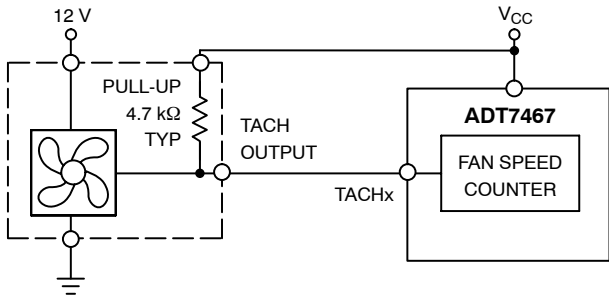 12 V
VCC
PULL-UP
4.7 kΩ
TYP
TACH
OUTPUT
TACHx
ADT7467
FAN SPEED
COUNTER